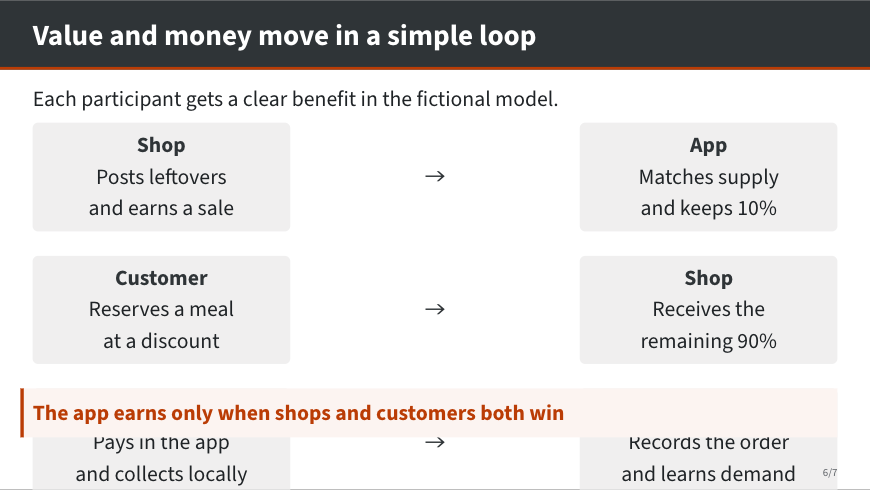 Value and money move in a simple loop
Each participant gets a clear benefit in the fictional model.
Shop
Posts leftovers
and earns a sale
→
App
Matches supply
and keeps 10%
Customer
Reserves a meal
at a discount
→
Shop
Receives the
remaining 90%
The app earns only when shops and customers both win
Pays in the app
and collects locally
→
Records the order
and learns demand
6/7